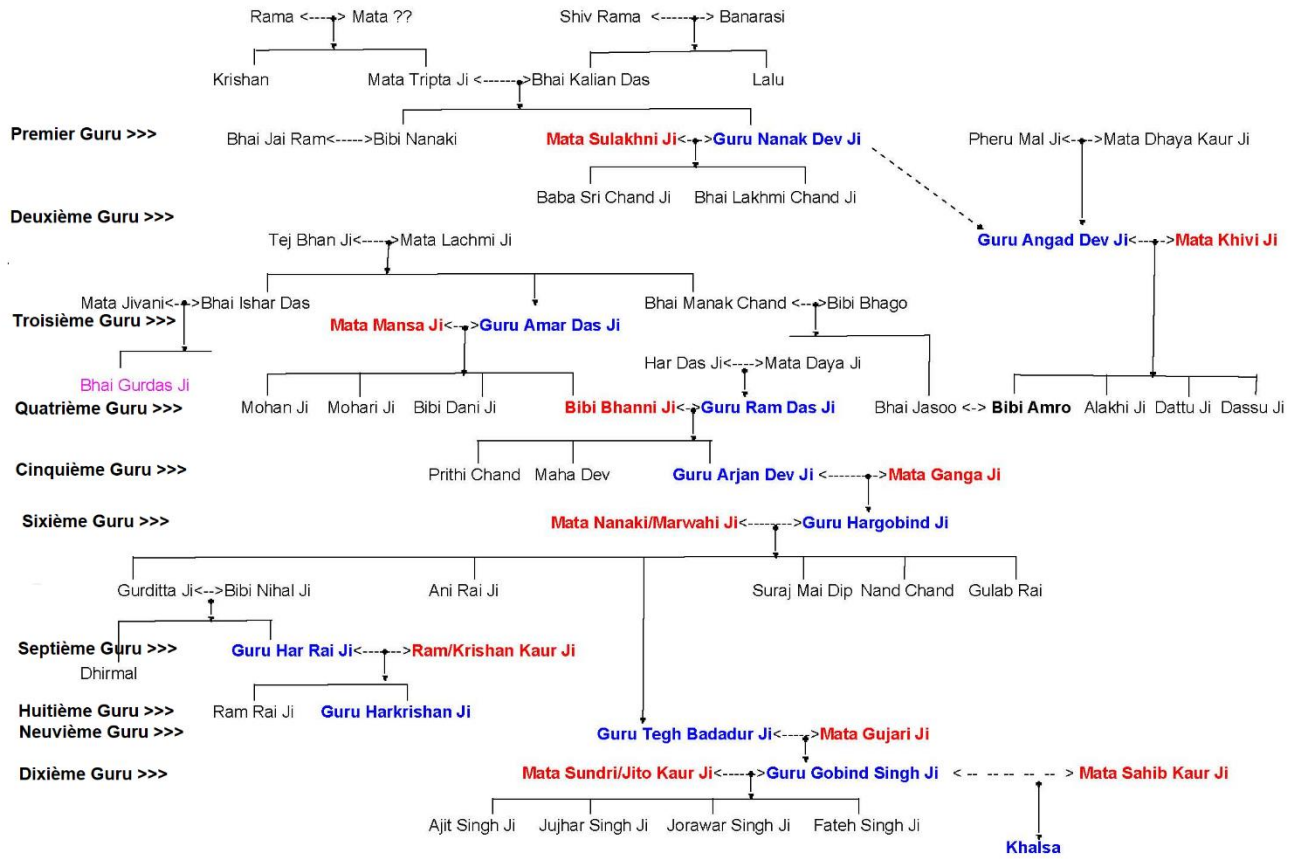 Rama <-----> Mata ?? Shiv Rama <------> Banarasi
Krishan Mata Tripta Ji <------> Bhai Kalian Das Lalu
Premier Guru >>> Bhai Jai Ram<----->Bibi Nanaki Mata Sulakhni Ji<-->Guru Nanak Dev Ji Pheru Mal Ji<--->Mata Dhaya Kaur Ji
Baba Sri Chand Ji Bhai Lakhmi Chand Ji
Deuxième Guru >>>
Tej Bhan Ji<----->Mata Lachmi Ji Guru Angad Dev Ji<---->Mata Khivi Ji
Mata Jivani<-->Bhai Ishar Das Bhai Manak Chand <--->Bibi Bhago
Troisième Guru >>> Mata Mansa Ji<-->Guru Amar Das Ji
Har Das Ji<---->Mata Daya Ji
Bhai Gurdas Ji
Quatrième Guru >>> Mohan Ji Mohari Ji Bibi Dani Ji Bibi Bhanni Ji<-->Guru Ram Das Ji Bhai Jasoo <-> Bibi Amro Alakhi Ji Dattu Ji Dassu Ji
Cinquième Guru >>> Prithi Chand Maha Dev Guru Arjan Dev Ji <------->Mata Ganga Ji
Sixième Guru >>> Mata Nanaki/Marwahi Ji<------->Guru Hargobind Ji
Gurditta Ji<-->Bibi Nihal Ji Ani Rai Ji Suraj Mai Dip Nand Chand Gulab Rai
Septième Guru >>> Guru Har Rai Ji<----->Ram/Krishan Kaur Ji
Dhirmal
Huitième Guru >>> Ram Rai Ji Guru Harkrishan Ji
Neuvième Guru >>> Guru Tegh Badadur Ji<----->Mata Gujari Ji
Dixième Guru >>> Mata Sundri/Jito Kaur Ji<----->Guru Gobind Singh Ji <-- -- -- -- --> Mata Sahib Kaur Ji
Ajit Singh Ji Jujhar Singh Ji Jorawar Singh Ji Fateh Singh Ji
Khalsa